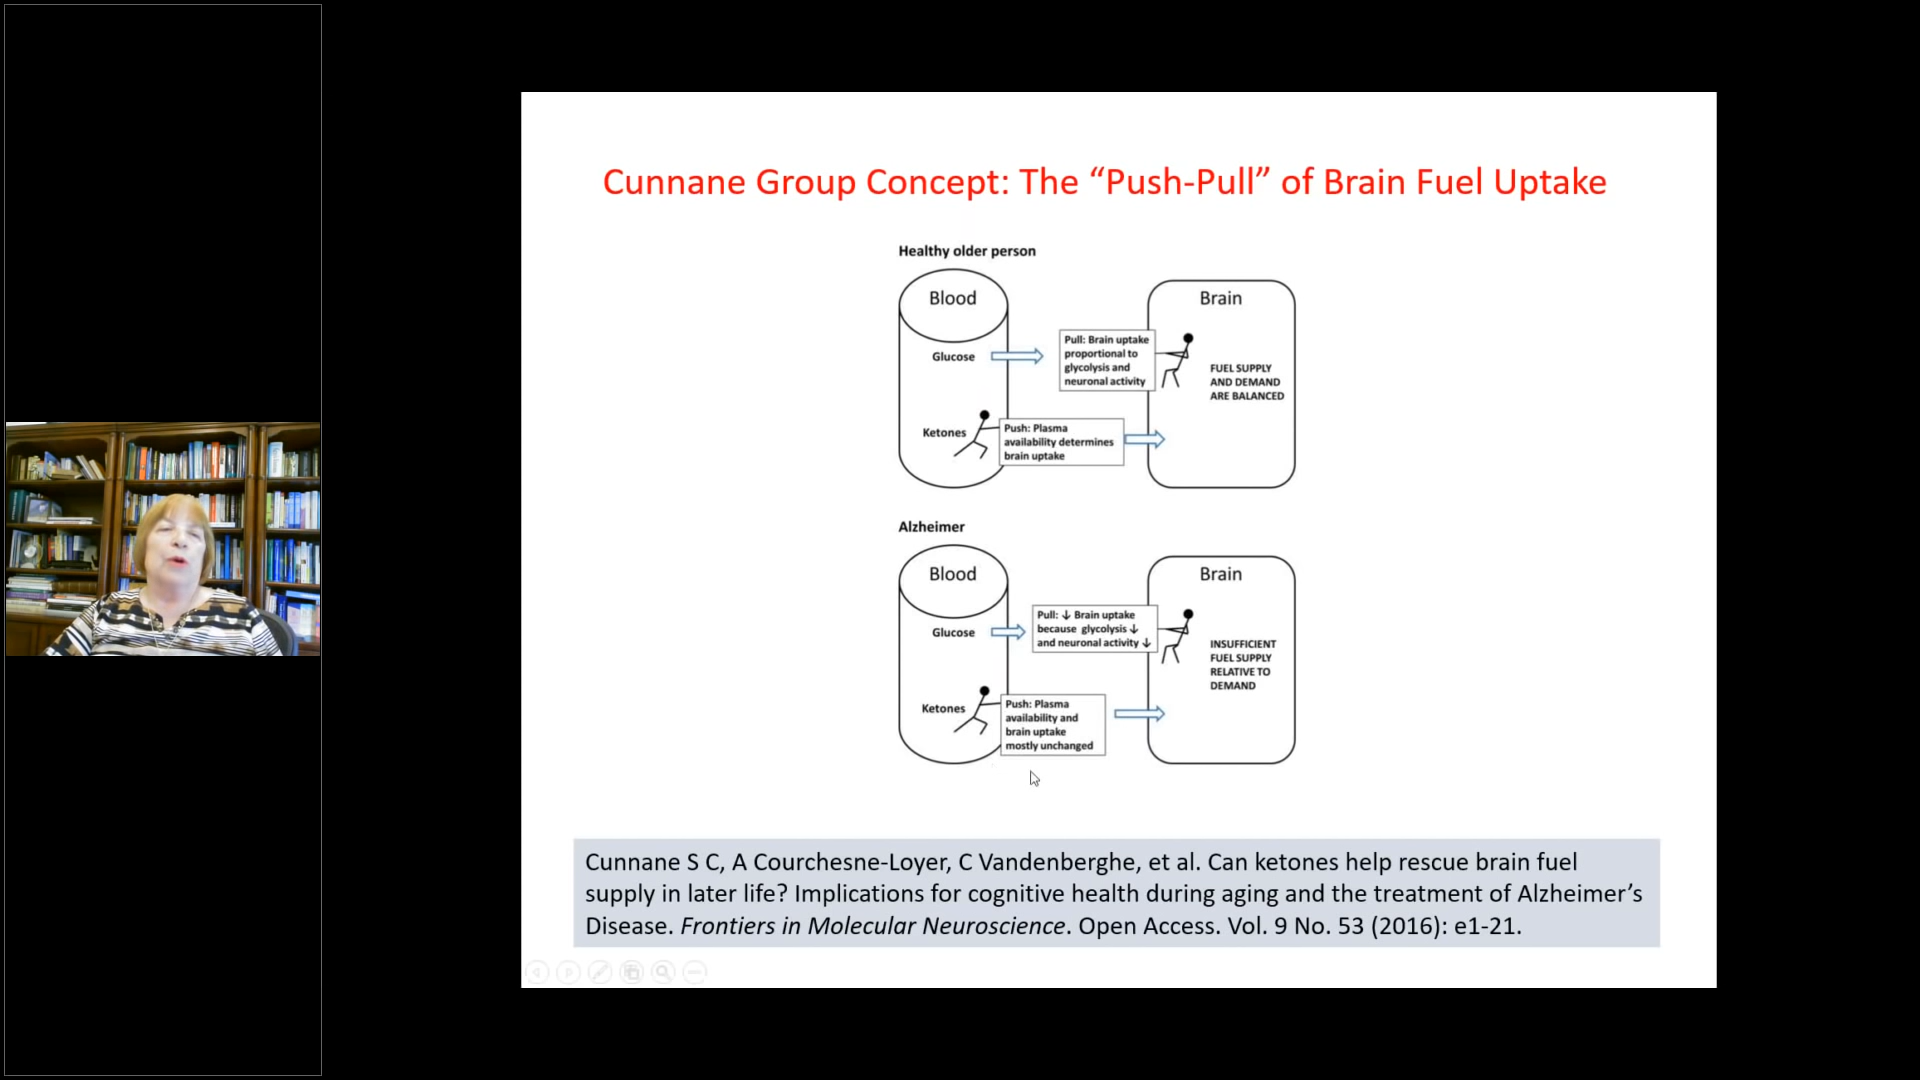 Cunnane Group Concept: The “Push-Pull” of Brain Fuel Uptake
Healthy older person
Blood
Brain
Glucose
Pull: Brain uptake
proportional to
glycolysis and
neuronal activity
FUEL SUPPLY
AND DEMAND
ARE BALANCED
Ketones
Push: Plasma
availability determines
brain uptake
Alzheimer
Blood
Brain
Glucose
Pull: ↓ Brain uptake
because glycolysis ↓
and neuronal activity ↓
INSUFFICIENT
FUEL SUPPLY
RELATIVE TO
DEMAND
Ketones
Push: Plasma
availability and
brain uptake
mostly unchanged
Cunnane S C, A Courchesne-Loyer, C Vandenberghe, et al. Can ketones help rescue brain fuel
supply in later life? Implications for cognitive health during aging and the treatment of Alzheimer’s
Disease. Frontiers in Molecular Neuroscience. Open Access. Vol. 9 No. 53 (2016): e1-21.